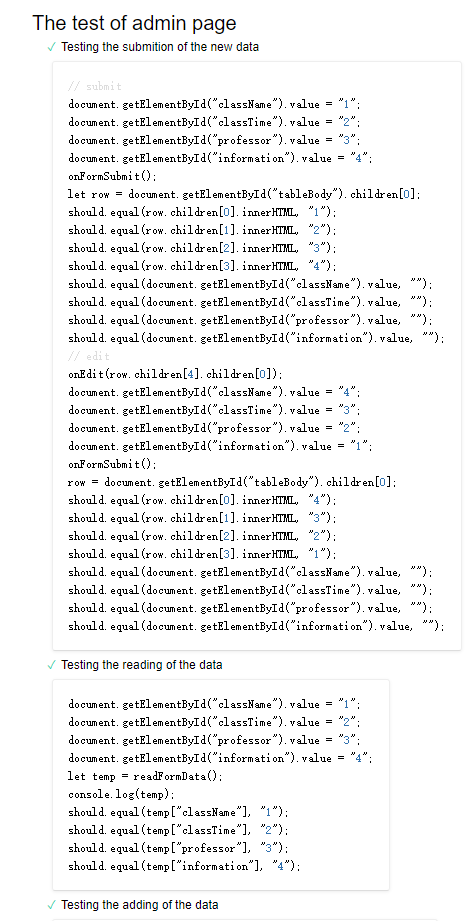 The test of admin page
✓ Testing the submition of the new data
// submit
document.getElementById("className").value = "1";
document.getElementById("classTime").value = "2";
document.getElementById("professor").value = "3";
document.getElementById("information").value = "4";
onFormSubmit();
let row = document.getElementById("tableBody").children[0];
should.equal(row.children[0].innerHTML, "1");
should.equal(row.children[1].innerHTML, "2");
should.equal(row.children[2].innerHTML, "3");
should.equal(row.children[3].innerHTML, "4");
should.equal(document.getElementById("className").value, "");
should.equal(document.getElementById("classTime").value, "");
should.equal(document.getElementById("professor").value, "");
should.equal(document.getElementById("information").value, "");
// edit
onEdit(row.children[4].children[0]);
document.getElementById("className").value = "4";
document.getElementById("classTime").value = "3";
document.getElementById("professor").value = "2";
document.getElementById("information").value = "1";
onFormSubmit();
row = document.getElementById("tableBody").children[0];
should.equal(row.children[0].innerHTML, "4");
should.equal(row.children[1].innerHTML, "3");
should.equal(row.children[2].innerHTML, "2");
should.equal(row.children[3].innerHTML, "1");
should.equal(document.getElementById("className").value, "");
should.equal(document.getElementById("classTime").value, "");
should.equal(document.getElementById("professor").value, "");
should.equal(document.getElementById("information").value, "");
✓ Testing the reading of the data
document.getElementById("className").value = "1";
document.getElementById("classTime").value = "2";
document.getElementById("professor").value = "3";
document.getElementById("information").value = "4";
let temp = readFormData();
console.log(temp);
should.equal(temp["className"], "1");
should.equal(temp["classTime"], "2");
should.equal(temp["professor"], "3");
should.equal(temp["information"], "4");
✓ Testing the adding of the data